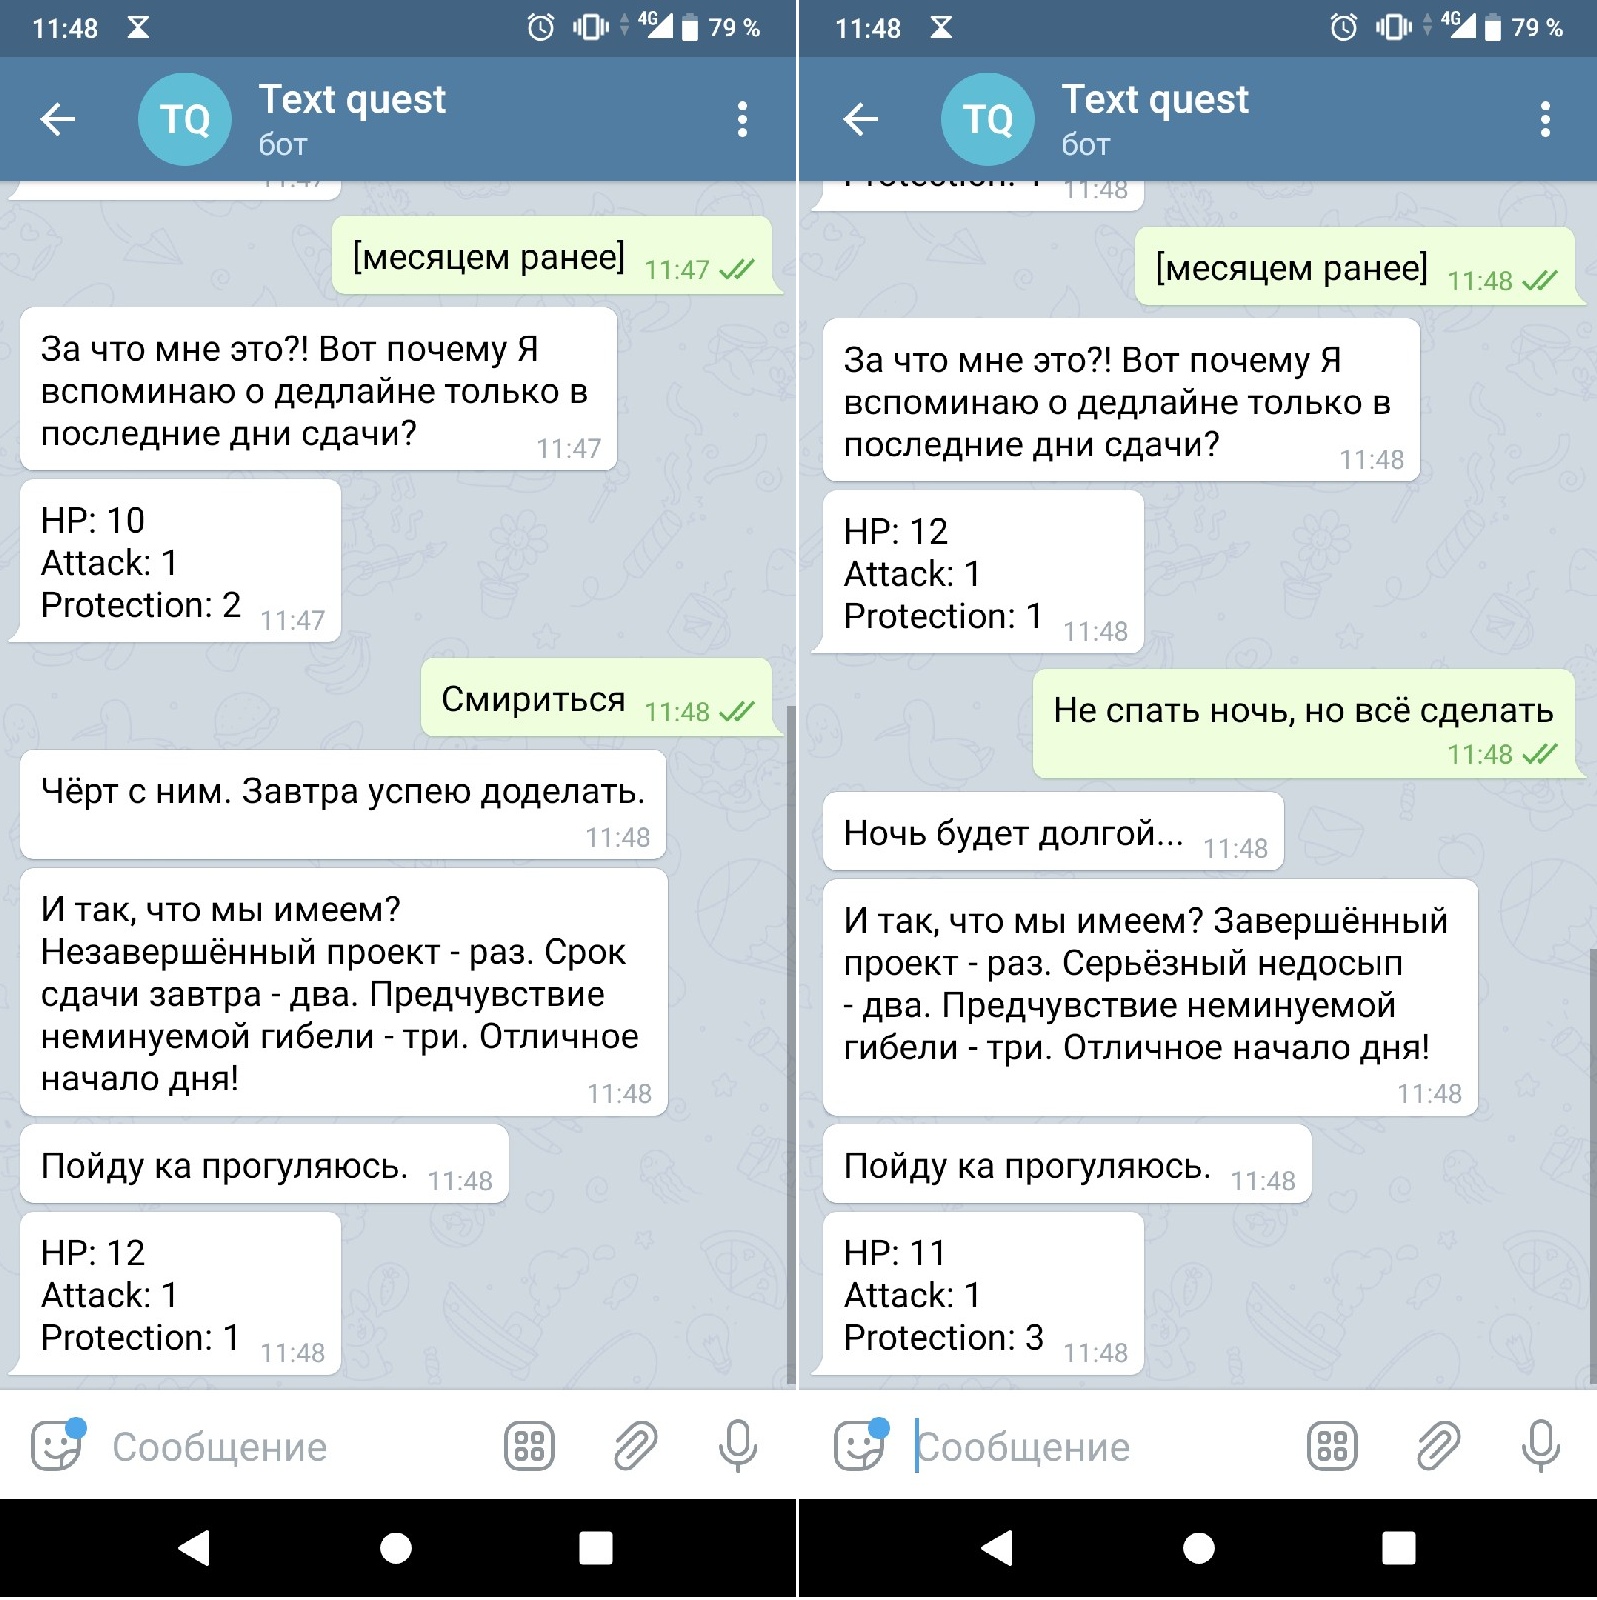 11:48
4G
79 %
TQ
Text quest
бот
11:47
[месяцем ранее] 11:47
За что мне это?! Вот почему Я
вспоминаю о дедлайне только в
последние дни сдачи? 11:47
HP: 10
Attack: 1
Protection: 2 11:47
Смириться 11:48
Чёрт с ним. Завтра успею доделать.
11:48
И так, что мы имеем?
Незавершённый проект - раз. Срок
сдачи завтра - два. Предчувствие
неминуемой гибели - три. Отличное
начало дня! 11:48
Пойду ка прогуляюсь. 11:48
HP: 12
Attack: 1
Protection: 1 11:48
Сообщение
11:48
4G
79 %
TQ
Text quest
бот
Protection: 1 11:48
[месяцем ранее] 11:48
За что мне это?! Вот почему Я
вспоминаю о дедлайне только в
последние дни сдачи? 11:48
HP: 12
Attack: 1
Protection: 1 11:48
Не спать ночь, но всё сделать
11:48
Ночь будет долгой... 11:48
И так, что мы имеем? Завершённый
проект - раз. Серьёзный недосып
- два. Предчувствие неминуемой
гибели - три. Отличное начало дня!
11:48
Пойду ка прогуляюсь. 11:48
HP: 11
Attack: 1
Protection: 3 11:48
Сообщение